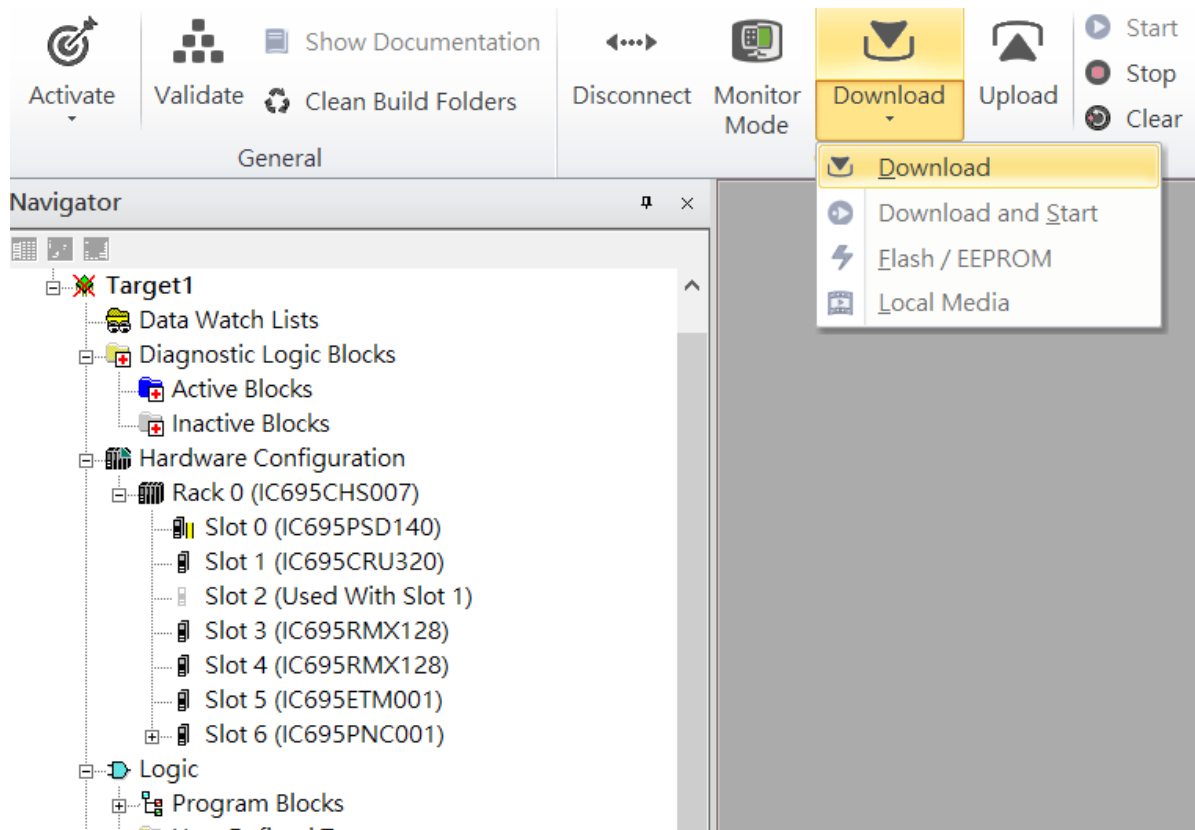 Activate
Validate
Show Documentation
Clean Build Folders
General
Disconnect
Monitor
Mode
Download
Upload
Start
Stop
Clear
Download
Download and Start
Flash / EEPROM
Local Media
Navigator
Target1
Data Watch Lists
Diagnostic Logic Blocks
Active Blocks
Inactive Blocks
Hardware Configuration
Rack 0 (IC695CHS007)
Slot 0 (IC695PSD140)
Slot 1 (IC695CRU320)
Slot 2 (Used With Slot 1)
Slot 3 (IC695RMX128)
Slot 4 (IC695RMX128)
Slot 5 (IC695ETM001)
Slot 6 (IC695PNC001)
Logic
Program Blocks